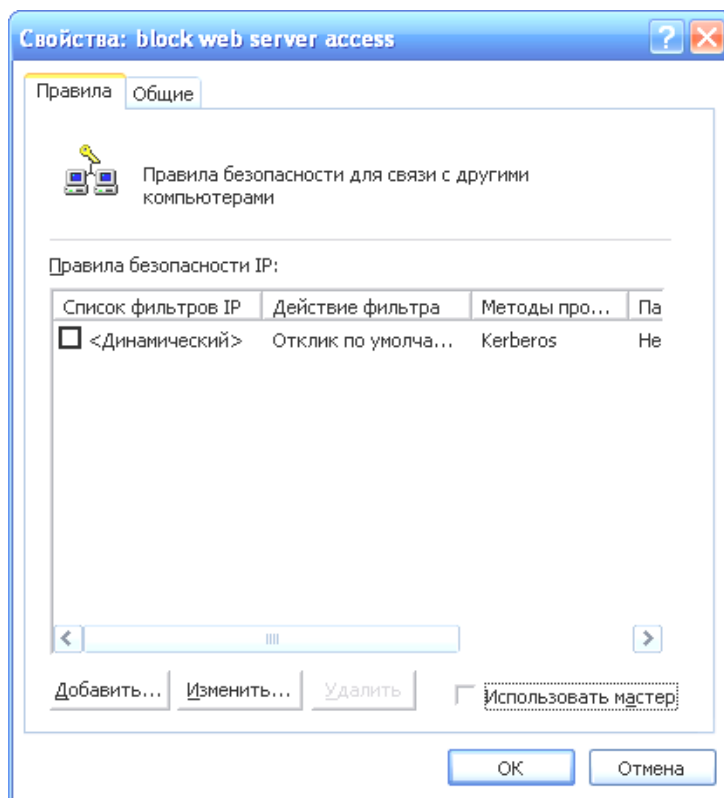 Свойства: block web server access
Правила Общие
Правила безопасности для связи с другими
компьютерами
Правила безопасности IP:
Список фильтров IP Действие фильтра Методы про... Па
<Динамический> Отклик по умолча... Kerberos Не
Добавить... Изменить... Удалить Использовать мастер
ОК Отмена